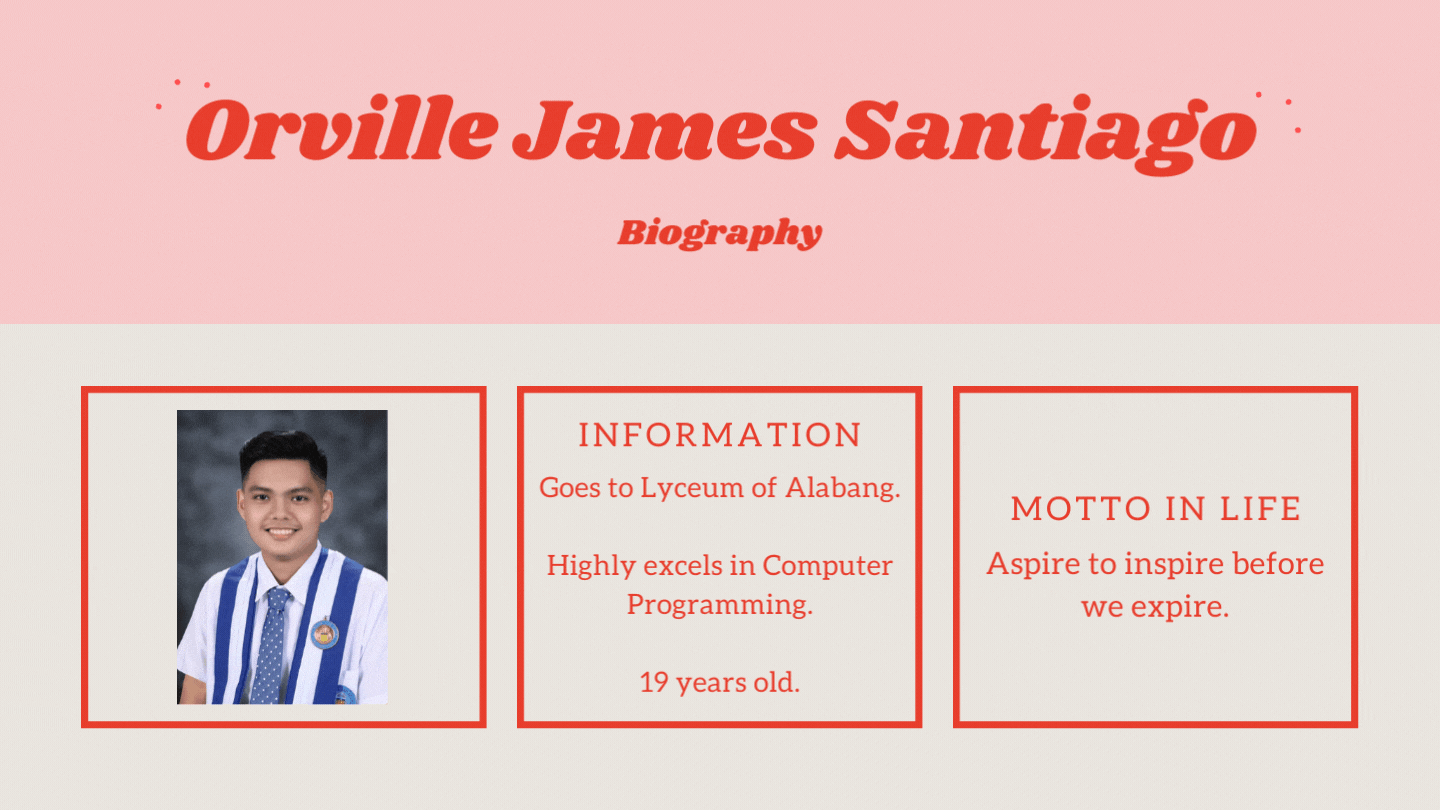 Orville James Santiago
Biography
INFORMATION
Goes to Lyceum of Alabang.
Highly excels in Computer
Programming.
19 years old.
MOTTO IN LIFE
Aspire to inspire before
we expire.